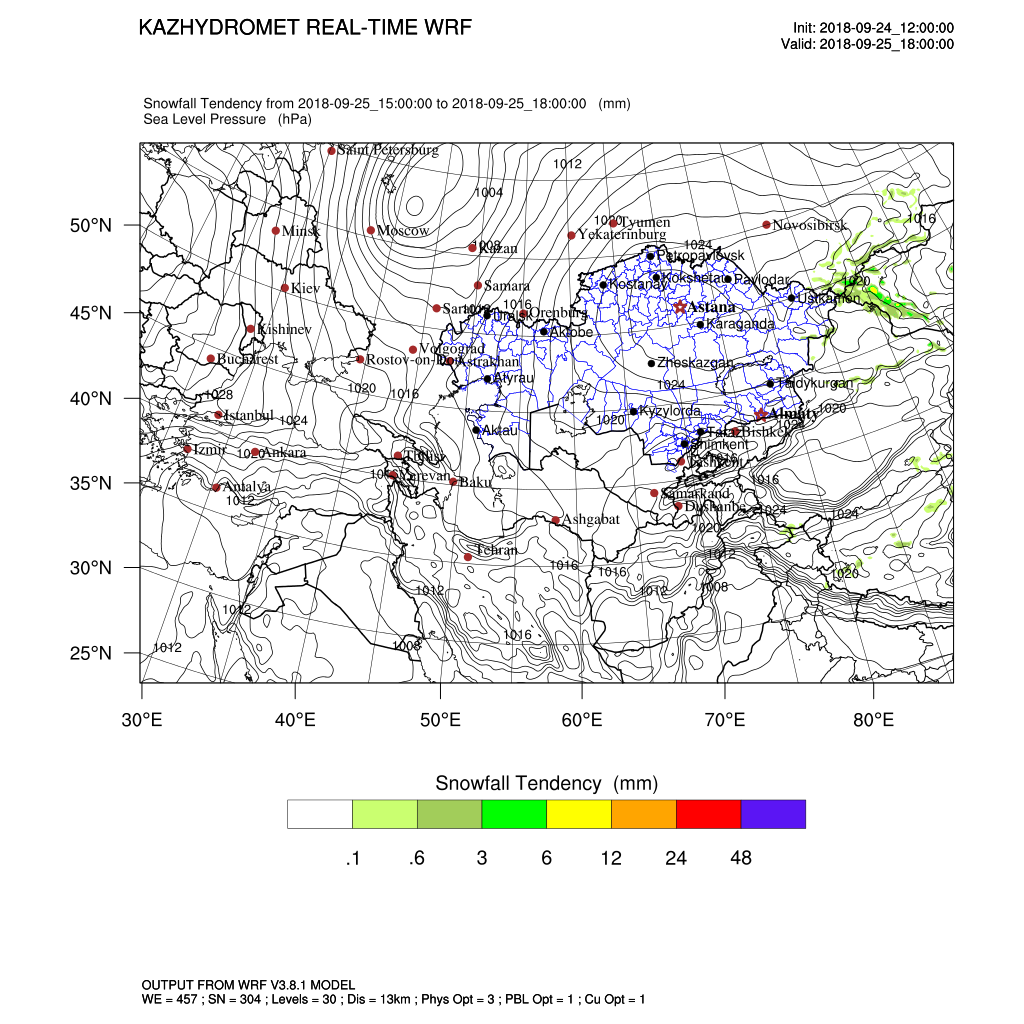 KAZHYDROMET REAL-TIME WRF
Init: 2018-09-24_12:00:00
Valid: 2018-09-25_18:00:00
Snowfall Tendency from 2018-09-25_15:00:00 to 2018-09-25_18:00:00 (mm)
Sea Level Pressure (hPa)
Saint Petersburg
1012
1004
50°N
Minsk
Moscow
1008
Kazan
1020
Tyumen
Yekaterinburg
Novosibirsk
1016
1024
Petropavlovsk
Kiev
Samara
Kostanay
Kokshetau
Pavlodar
1020
Ustkamon
45°N
1016
Orenburg
Uralsk
Astana
Kishinev
Aktobe
Karaganda
Bucharest
Rostov-on-Don
Volgograd
Astrakhan
Zheskazgan
Atyrau
1020
1016
1024
Taldykurgan
40°N
1028
Istanbul
1024
Aktau
1020
Kyzylorda
Almaty
1020
1024
Taraz
Bishkek
Shimkent
Izmir
Ankara
Tbilisi
1016
Tashkent
35°N
Antalya
1012
Yerevan
Baku
Samarkand
Dushanbe
1016
1024
1024
Ashgabat
1020
Tehran
1012
30°N
1016
1016
1020
1012
1012
1008
1012
25°N
1012
1008
1016
30°E 40°E 50°E 60°E 70°E 80°E
Snowfall Tendency (mm)
.1 .6 3 6 12 24 48
OUTPUT FROM WRF V3.8.1 MODEL
WE = 457 ; SN = 304 ; Levels = 30 ; Dis = 13km ; Phys Opt = 3 ; PBL Opt = 1 ; Cu Opt = 1